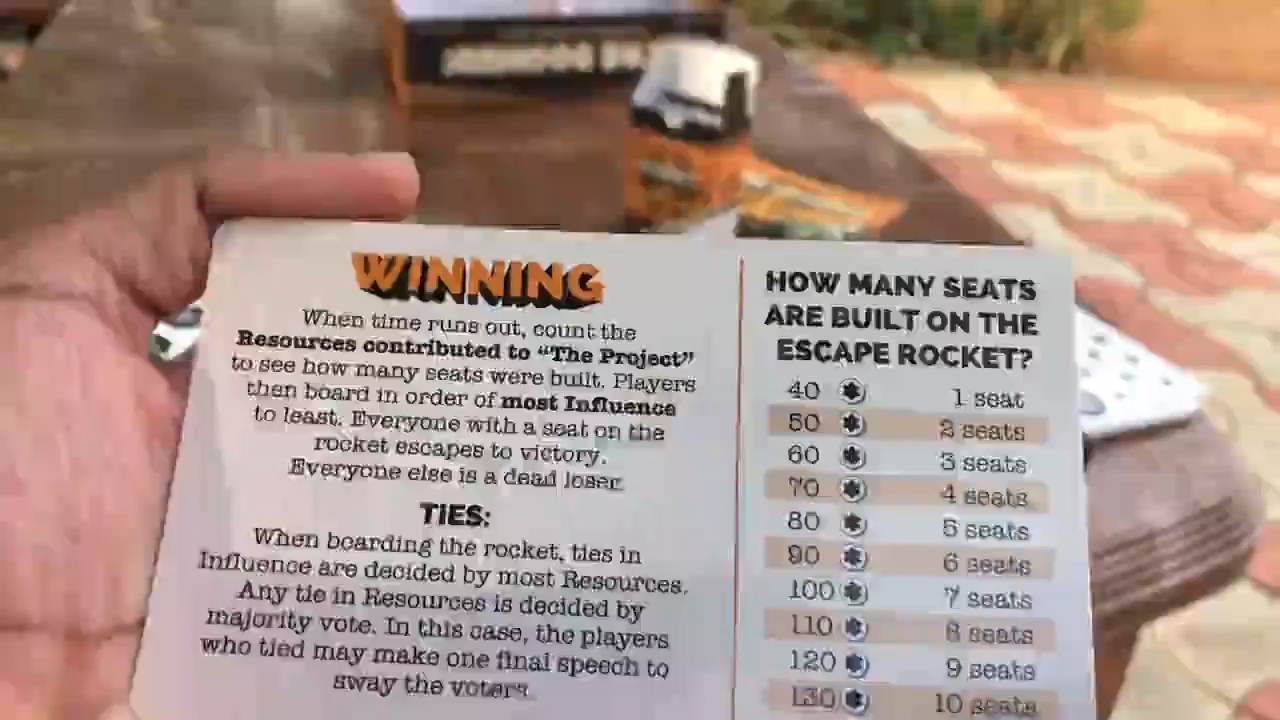 WINNING
When time runs out, count the
Resources contributed to “The Project”
to see how many seats were built. Players
then board in order of most Influence
to least. Everyone with a seat on the
rocket escapes to victory.
Everyone else is a dead loser.
TIES:
When boarding the rocket, ties in
Influence are decided by most Resources.
Any tie in Resources is decided by
majority vote. In this case, the players
who tied may make one final speech to
sway the voters.
HOW MANY SEATS
ARE BUILT ON THE
ESCAPE ROCKET?
40 1 seat
50 2 seats
60 3 seats
70 4 seats
80 5 seats
90 6 seats
100 7 seats
110 8 seats
120 9 seats
130 10 seats